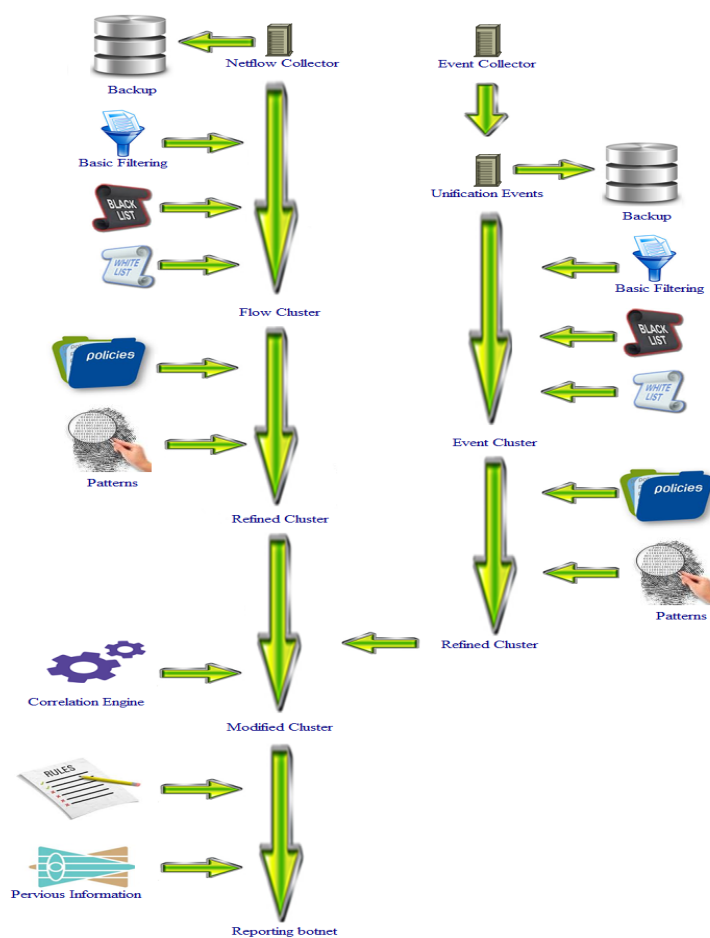 Netflow Collector
Event Collector
Backup
Basic Filtering
Unification Events
BLACK
LIST
Backup
WHITE
LIST
Basic Filtering
Flow Cluster
BLACK
LIST
policies
WHITE
LIST
Event Cluster
Patterns
policies
Refined Cluster
Patterns
Refined Cluster
Correlation Engine
Modified Cluster
RULES
Pervious Information
Reporting botnet